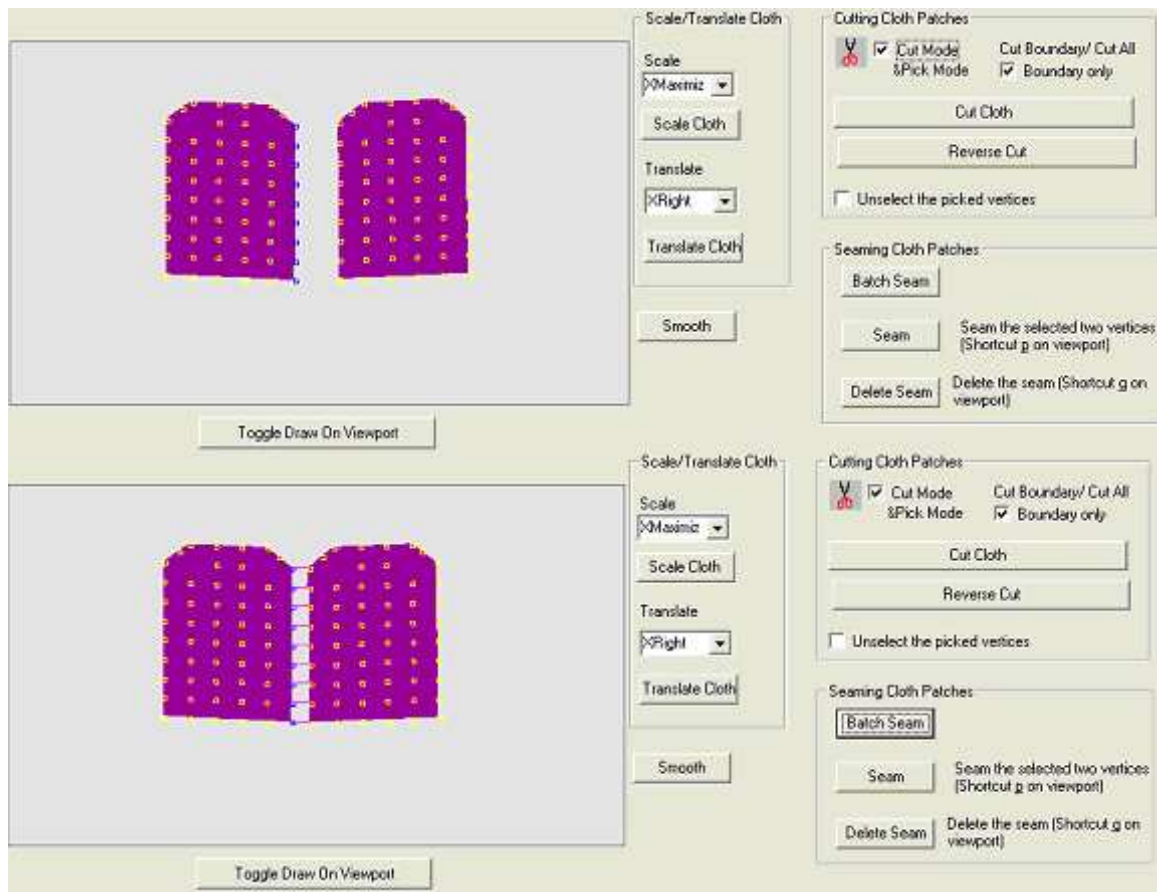 Scale/Translate Cloth
Scale
XMaximiz
Scale Cloth
Translate
XRight
Translate Cloth
Smooth
Cutting Cloth Patches
Cut Mode
&Pick Mode
Cut Boundary/ Cut All
Boundary only
Cut Cloth
Reverse Cut
Unselect the picked vertices
Seaming Cloth Patches
Batch Seam
Seam
Seam the selected two vertices
(Shortcut p on viewport)
Delete Seam
Delete the seam (Shortcut g on
viewport)
Toggle Draw On Viewport
Scale/Translate Cloth
Scale
XMaximiz
Scale Cloth
Translate
XRight
Translate Cloth
Smooth
Cutting Cloth Patches
Cut Mode
&Pick Mode
Cut Boundary/ Cut All
Boundary only
Cut Cloth
Reverse Cut
Unselect the picked vertices
Seaming Cloth Patches
Batch Seam
Seam
Seam the selected two vertices
(Shortcut p on viewport)
Delete Seam
Delete the seam (Shortcut g on
viewport)
Toggle Draw On Viewport